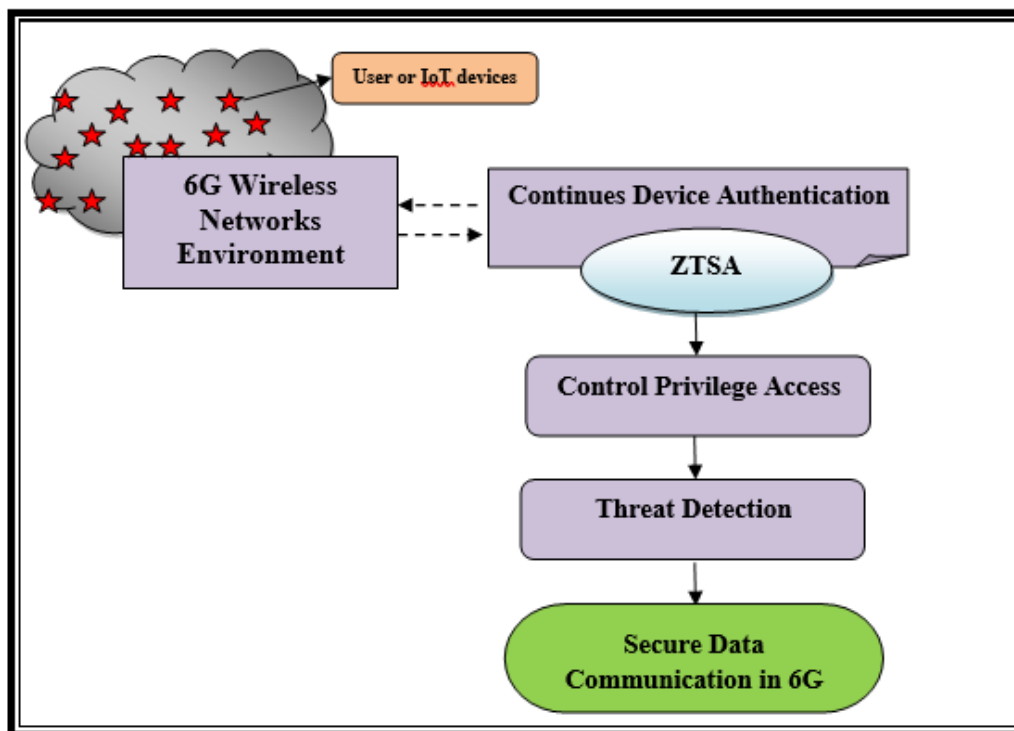 User or IoT devices
6G Wireless
Networks
Environment
Continues Device Authentication
ZTSA
Control Privilege Access
Threat Detection
Secure Data
Communication in 6G